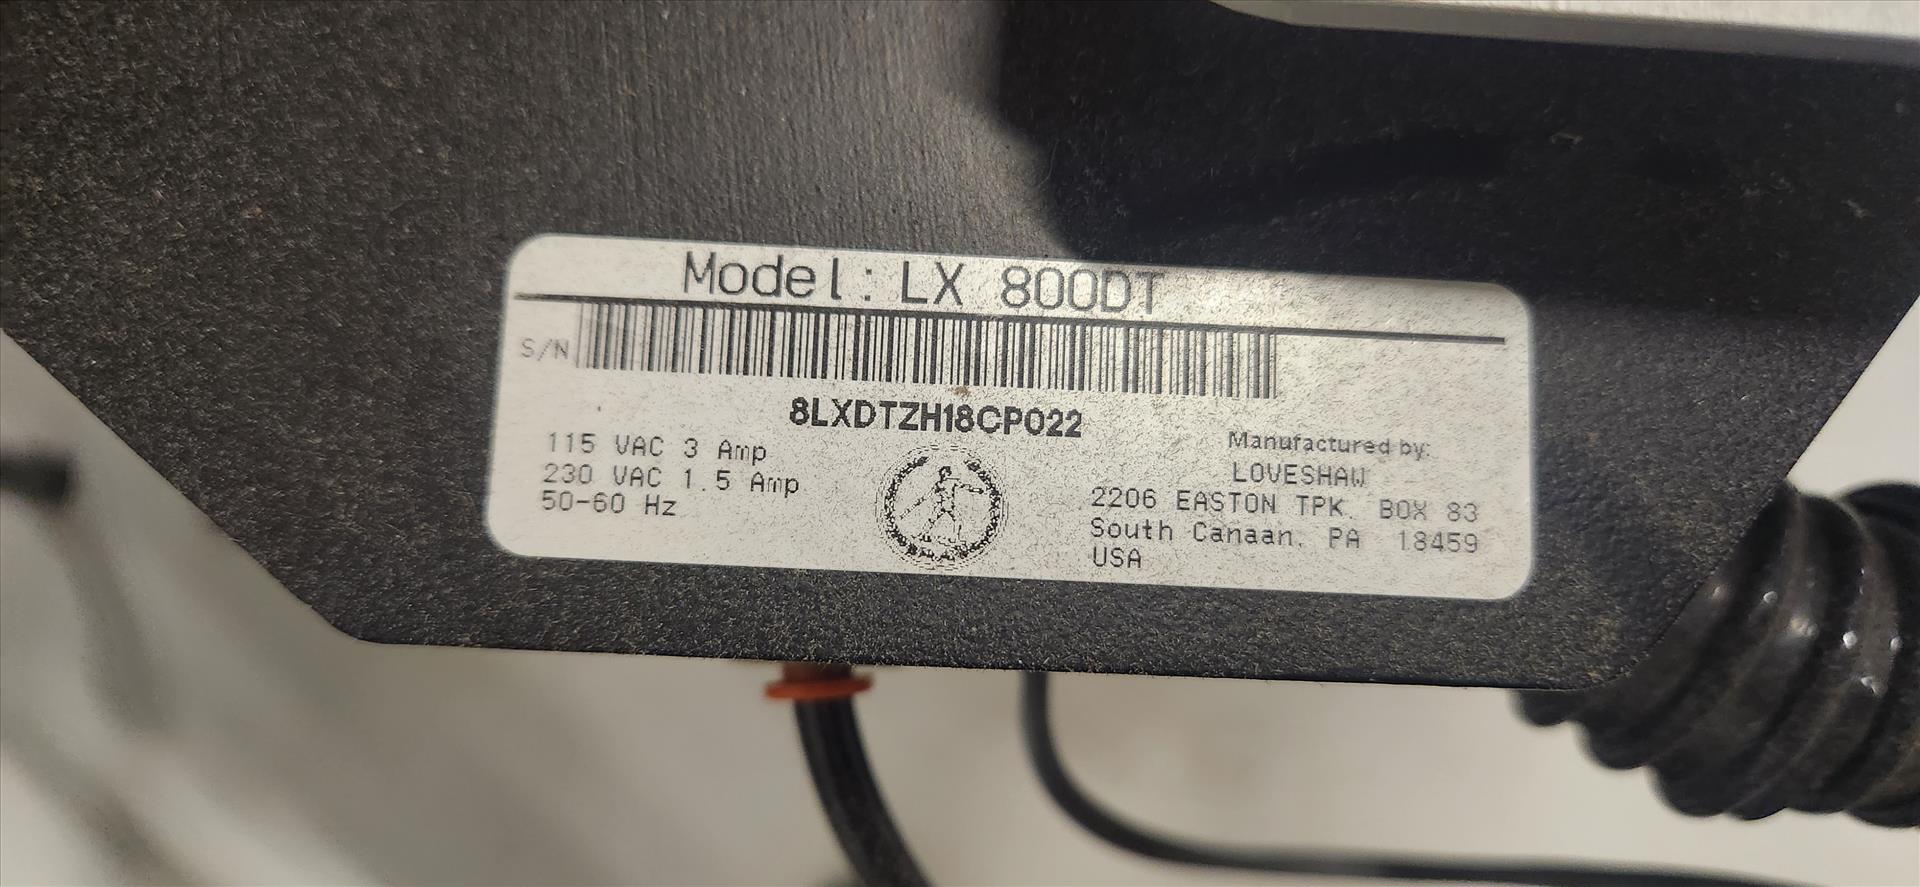 Model: LX 800DT
S/N
8LXDTZH18CP022
115 VAC 3 Amp
230 VAC 1.5 Amp
50-60 Hz
Manufactured by:
LOVESHAW
2206 EASTON TPK. BOX 83
South Canaan, PA 18459
USA